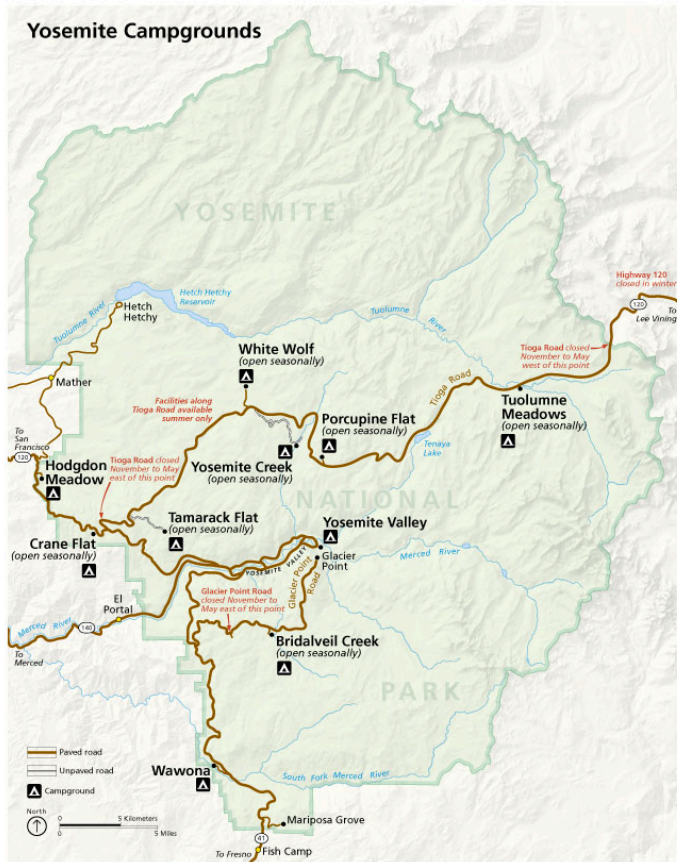 Yosemite Campgrounds
YOSEMITE
Highway 120
closed in winter
120
To
Lee Vining
Hetch Hetchy
Reservoir
Hetch
Hetchy
Tuolumne River
Tuolumne
River
Tioga Road closed
November to May
west of this point
White Wolf
(open seasonally)
Mather
Facilities along
Tioga Road available
summer only
Tioga Road
Tuolumne
Meadows
(open seasonally)
Porcupine Flat
(open seasonally)
To
San
Francisco
120
Tenaya
Lake
Tioga Road closed
November to May
east of this point
Yosemite Creek
(open seasonally)
Hodgdon
Meadow
NATIONAL
Tamarack Flat
(open seasonally)
Yosemite Valley
Crane Flat
(open seasonally)
YOSEMITE VALLEY
Glacier
Point
Merced River
Glacier Point
Road
Glacier Point Road
closed November to
May east of this point
El
Portal
Merced River
140
To
Merced
Bridalveil Creek
(open seasonally)
PARK
Paved road
Unpaved road
Campground
Wawona
South Fork Merced River
North
0 5 Kilometers
0 5 Miles
Mariposa Grove
41
To Fresno
Fish Camp